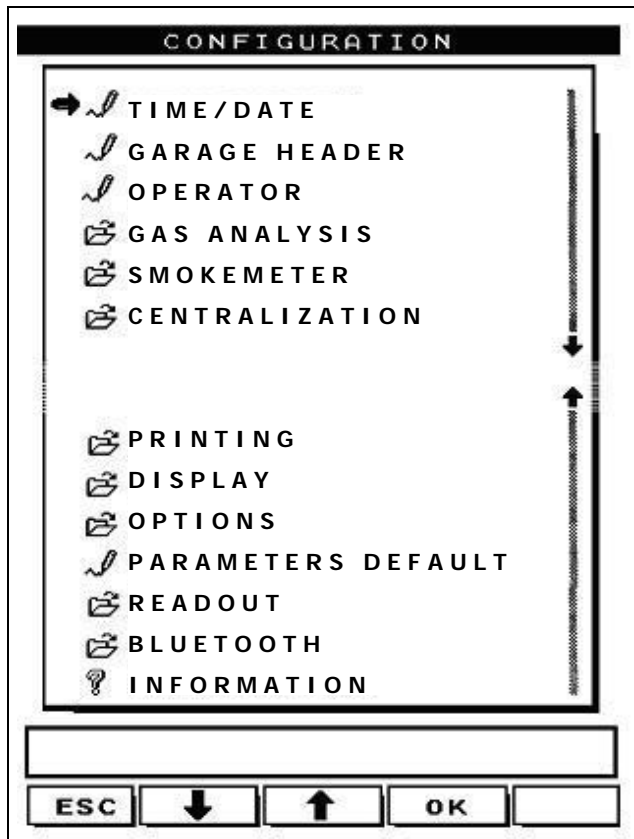 CONFIGURATION
TIME/DATE
GARAGE HEADER
OPERATOR
GAS ANALYSIS
SMOKEMETER
CENTRALIZATION
PRINTING
DISPLAY
OPTIONS
PARAMETERS DEFAULT
READOUT
BLUETOOTH
INFORMATION
ESC OK